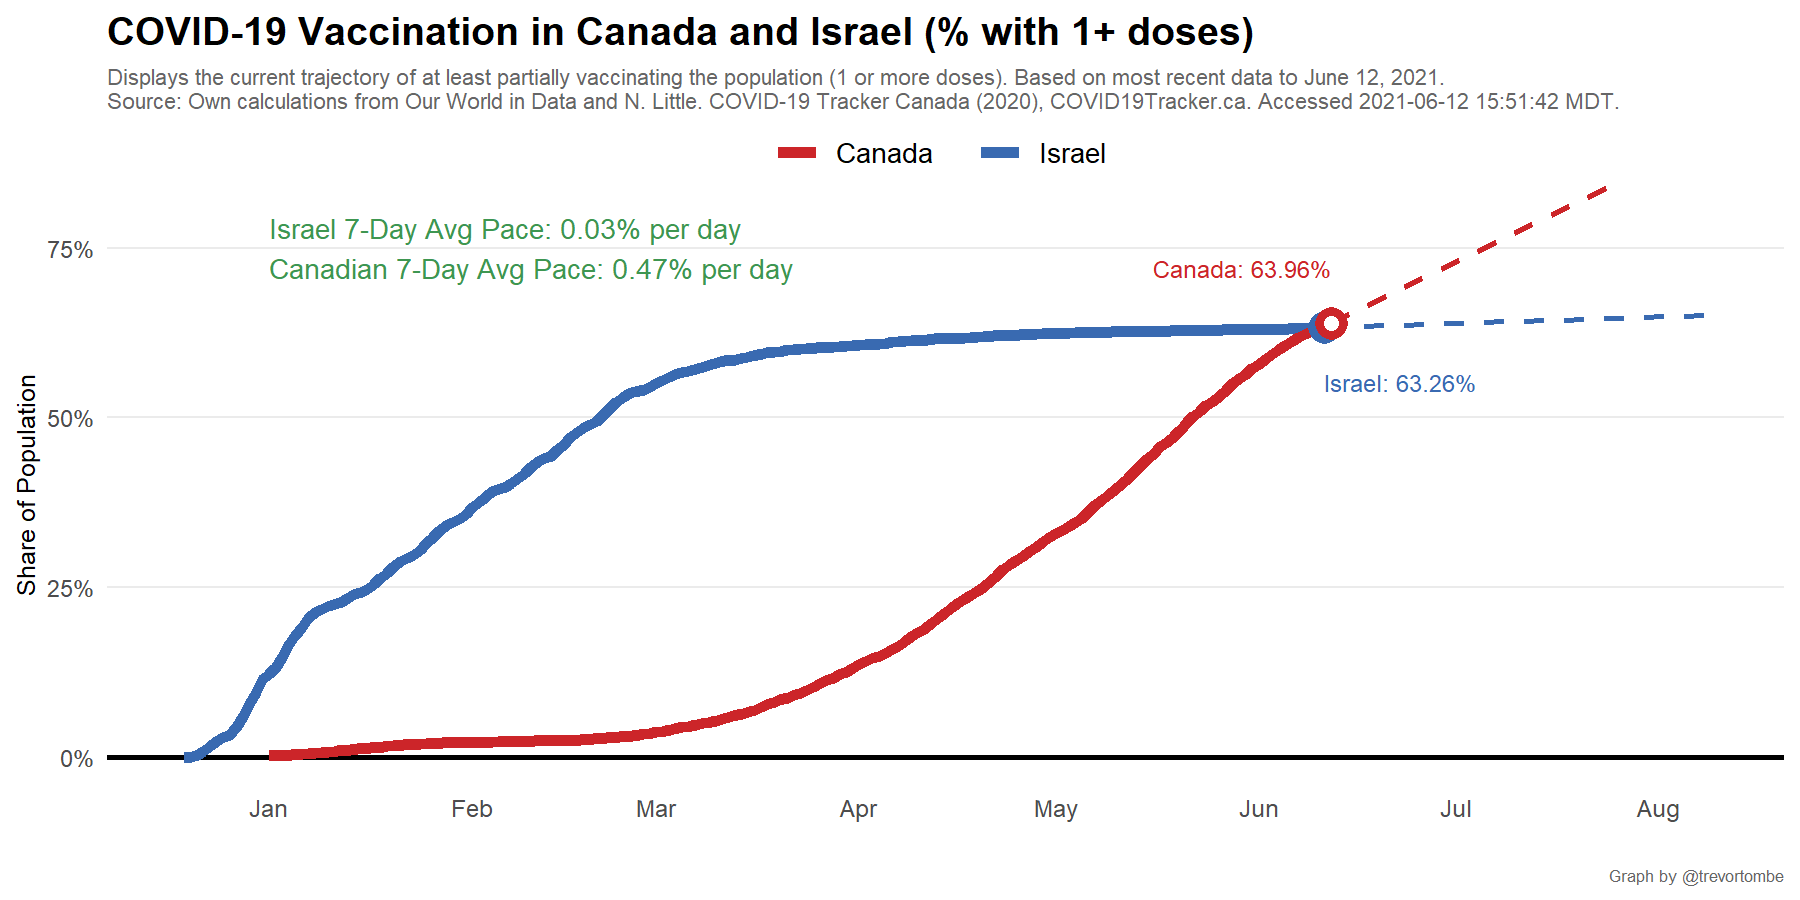 COVID-19 Vaccination in Canada and Israel (% with 1+ doses)
Displays the current trajectory of at least partially vaccinating the population (1 or more doses). Based on most recent data to June 12, 2021.
Source: Own calculations from Our World in Data and N. Little. COVID-19 Tracker Canada (2020), COVID19Tracker.ca. Accessed 2021-06-12 15:51:42 MDT.
Canada Israel
Israel 7-Day Avg Pace: 0.03% per day
Canadian 7-Day Avg Pace: 0.47% per day
Canada: 63.96%
Israel: 63.26%
Share of Population
75%
50%
25%
0%
Jan Feb Mar Apr May Jun Jul Aug
Graph by @trevortombe